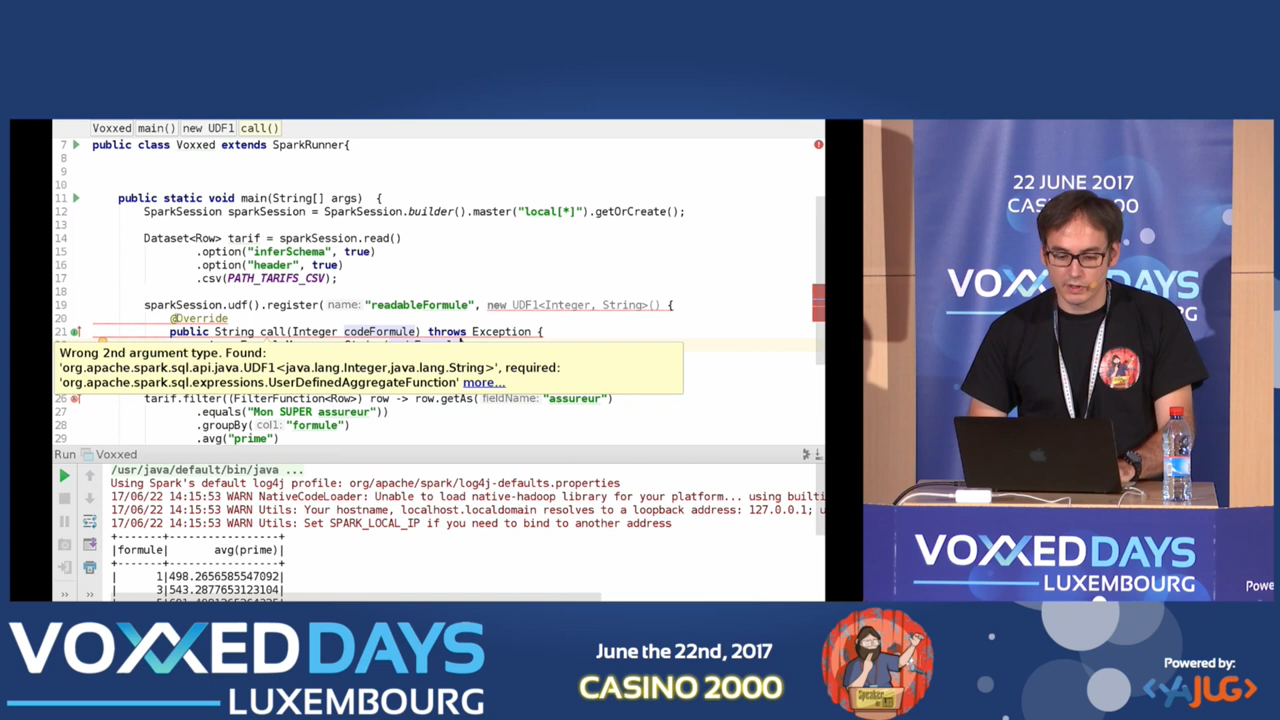 Voxxed main() new UDF1 call()
7 public class Voxxed extends SparkRunner{
8
9
10
11 public static void main(String[] args) {
12 SparkSession sparkSession = SparkSession.builder().master("local[*]").getOrCreate();
13
14 Dataset<Row> tarif = sparkSession.read()
15 .option("inferSchema", true)
16 .option("header", true)
17 .csv(PATH_TARIFS_CSV);
18
19 sparkSession.udf().register( name: "readableFormule", new UDF1<Integer, String>() {
20 @Override
21 public String call(Integer codeFormule) throws Exception {
Wrong 2nd argument type. Found:
'org.apache.spark.sql.api.java.UDF1<java.lang.Integer,java.lang.String>', required:
'org.apache.spark.sql.expressions.UserDefinedAggregateFunction' more...
26 tarif.filter((FilterFunction<Row>) row -> row.getAs( fieldName: "assureur")
27 .equals("Mon SUPER assureur"))
28 .groupBy( col1: "formule")
29 .avg("prime")
Run Voxxed
/usr/java/default/bin/java ...
Using Spark's default log4j profile: org/apache/spark/log4j-defaults.properties
17/06/22 14:15:53 WARN NativeCodeLoader: Unable to load native-hadoop library for your platform... using builti
17/06/22 14:15:53 WARN Utils: Your hostname, localhost.localdomain resolves to a loopback address: 127.0.0.1; u
17/06/22 14:15:53 WARN Utils: Set SPARK_LOCAL_IP if you need to bind to another address
+-------+-----------------+
|formule| avg(prime)|
+-------+-----------------+
| 1|498.2656585547092|
| 3|543.2877653123104|
22 JUNE 2017
VOXXED DAYS
VOXXED DAYS
LUXEMBOURG
Powe
VOXXED DAYS
LUXEMBOURG
June the 22nd, 2017
CASINO 2000
Speaker
Powered by:
<YAJUG>